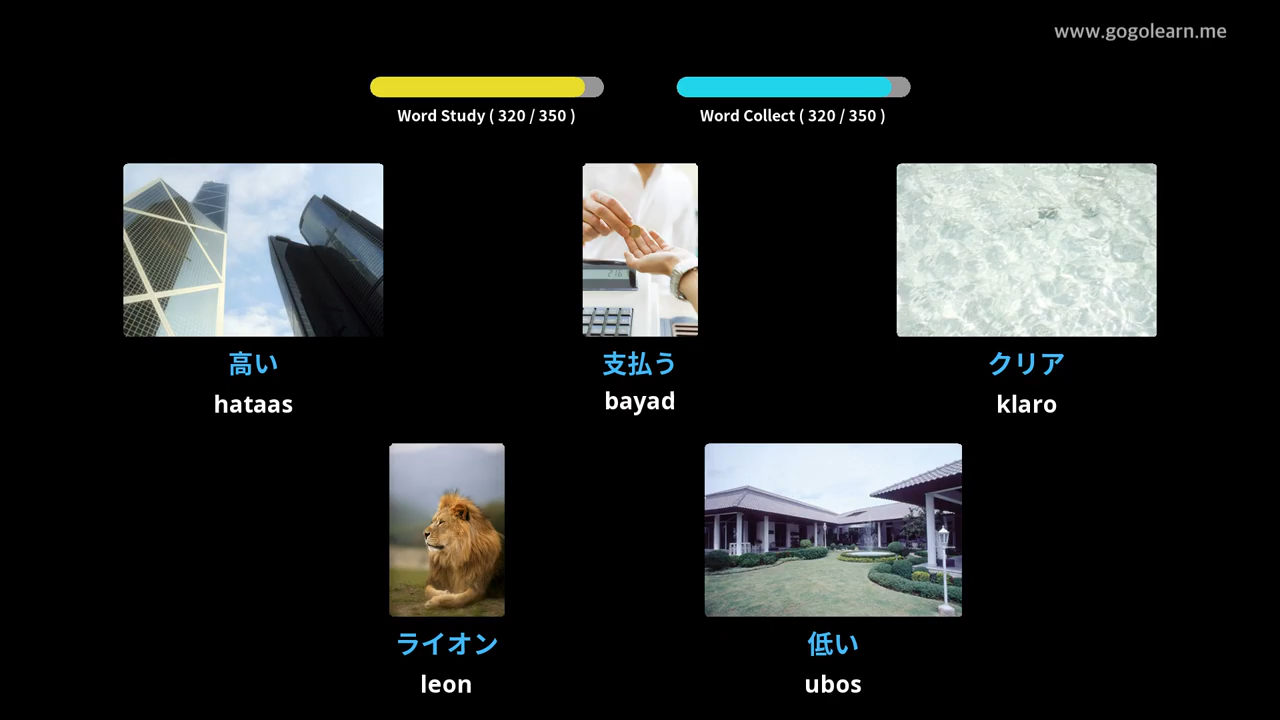 www.gogolearn.me
Word Study ( 320 / 350 )
Word Collect ( 320 / 350 )
高い
hataas
支払う
bayad
クリア
klaro
ライオン
leon
低い
ubos